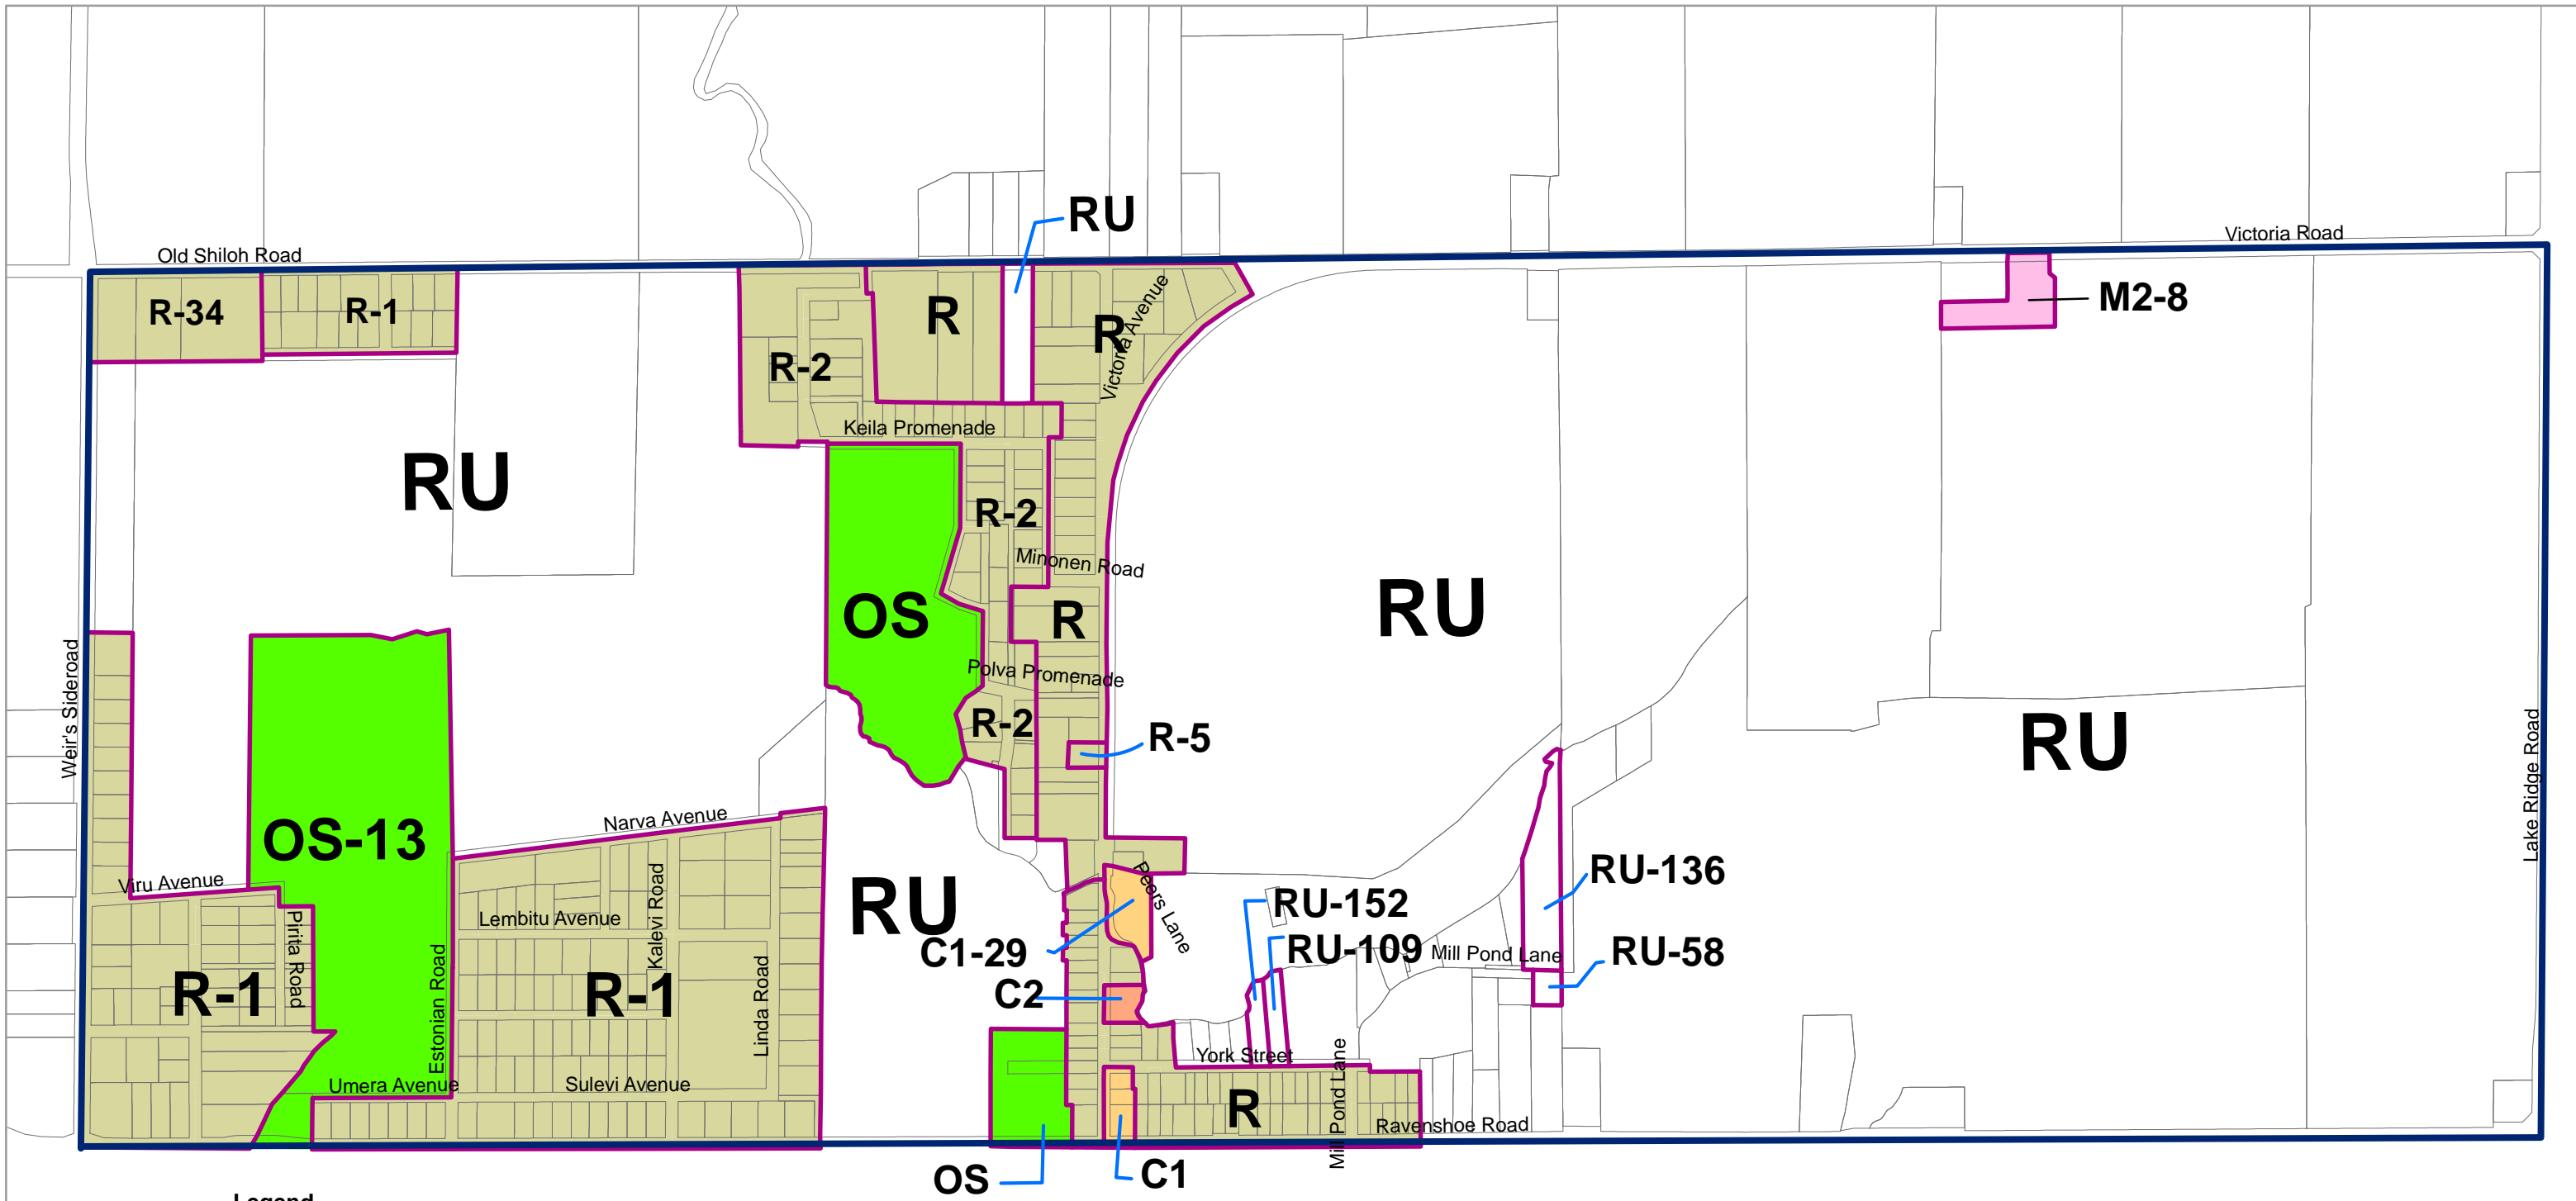 RU
Victoria Road
Old Shiloh Road
R-34
R-1
R
R
Victoria Avenue
M2-8
R-2
Keila Promenade
RU
R-2
Minonen Road
OS
R
RU
Polva Promenade
R-2
R-5
RU
Weir's Sideroad
Lake Ridge Road
Narva Avenue
OS-13
Viru Avenue
Lembitu Avenue
Kalevi Road
RU
Peers Lane
RU-136
RU-152
C1-29
RU-109
Mill Pond Lane
RU-58
Pirita Road
R-1
Estonian Road
R-1
Linda Road
C2
York Street
Umera Avenue
Sulevi Avenue
R
Mill Pond Lane
Ravenshoe Road
OS
C1
Legend